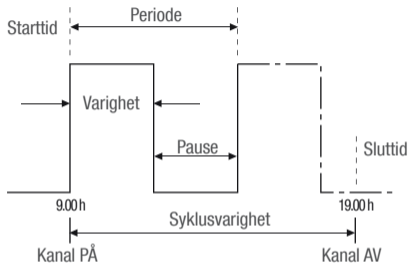 Periode
Starttid
Varighet
Pause
Sluttid
9.00 h
19.00 h
Syklusvarighet
Kanal PÅ
Kanal AV